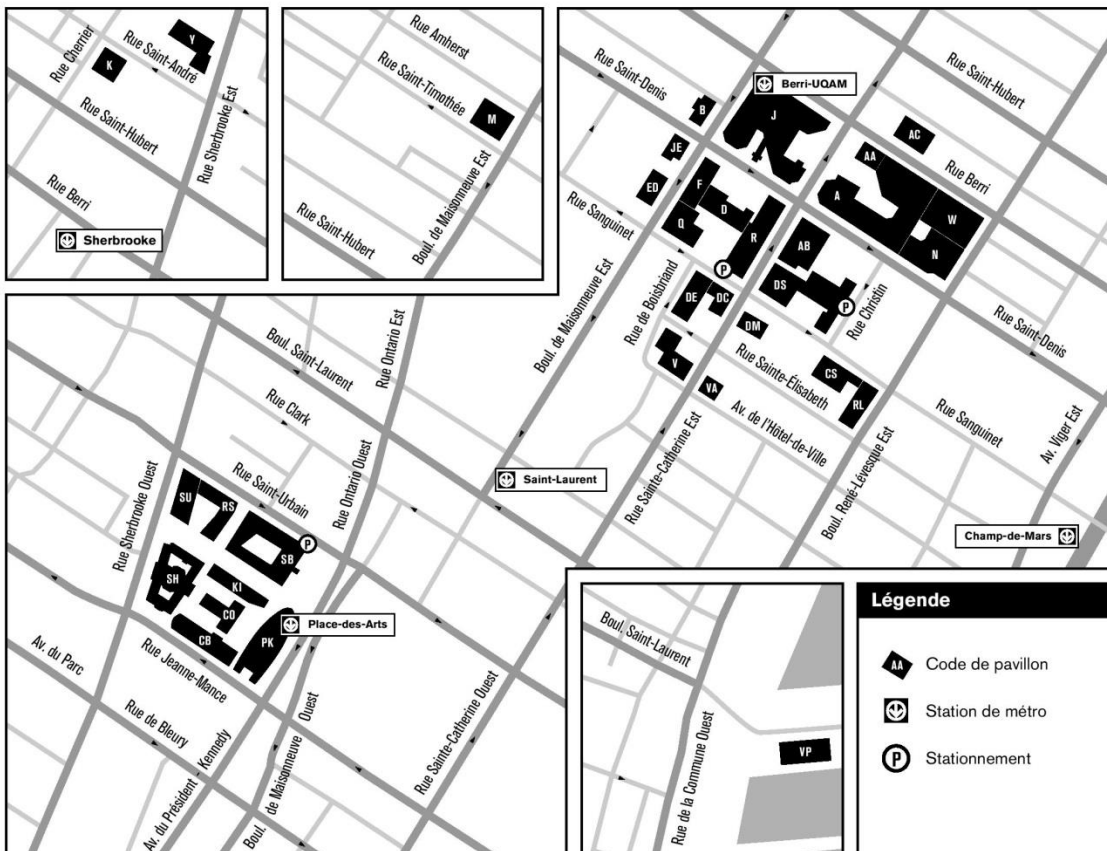 Rue Cherrier
Rue Saint-André
K
Y
Rue Saint-Hubert
Rue Sherbrooke Est
Rue Berri
Sherbrooke
Rue Amherst
Rue Saint-Timothée
M
Boul. de Maisonneuve Est
Rue Saint-Hubert
Rue Saint-Denis
Berri-UQAM
Rue Saint-Hubert
B
J
AC
JE
AA
Rue Berri
ED
F
D
A
W
Rue Sanguinet
Q
R
AB
N
P
DS
P
Rue Christin
DE
DC
DM
Rue de Boisbriand
Boul. de Maisonneuve Est
V
VA
Rue Sainte-Élisabeth
CS
RL
Rue Saint-Denis
Av. de l'Hôtel-de-Ville
Rue Sanguinet
Av. Viger Est
Boul. Saint-Laurent
Rue Ontario Est
Rue Clark
Saint-Laurent
Rue Sainte-Catherine Est
Boul. René-Lévesque Est
Champ-de-Mars
Rue Sherbrooke Ouest
Rue Saint-Urbain
Rue Ontario Ouest
SU
RS
SB
P
SH
KI
CO
CB
PK
Place-des-Arts
Av. du Parc
Rue Jeanne-Mance
Rue de Bleury
Av. du Président - Kennedy
Boul. de Maisonneuve Ouest
Rue Sainte-Catherine Ouest
Boul. Saint-Laurent
Rue de la Commune Ouest
VP
Légende
AA
Code de pavillon
Station de métro
P
Stationnement